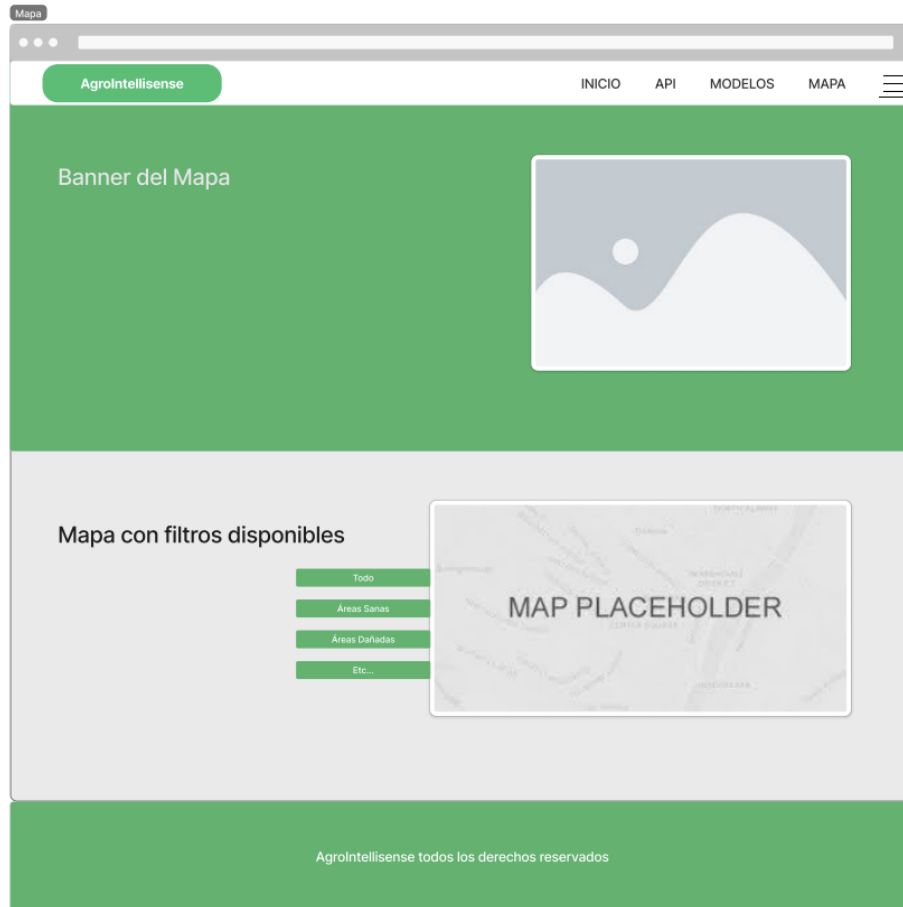 Mapa
AgroIntellisense
INICIO
API
MODELOS
MAPA
Banner del Mapa
Mapa con filtros disponibles
Todo
Áreas Sanas
Áreas Dañadas
Etc...
MAP PLACEHOLDER
AgroIntellisense todos los derechos reservados